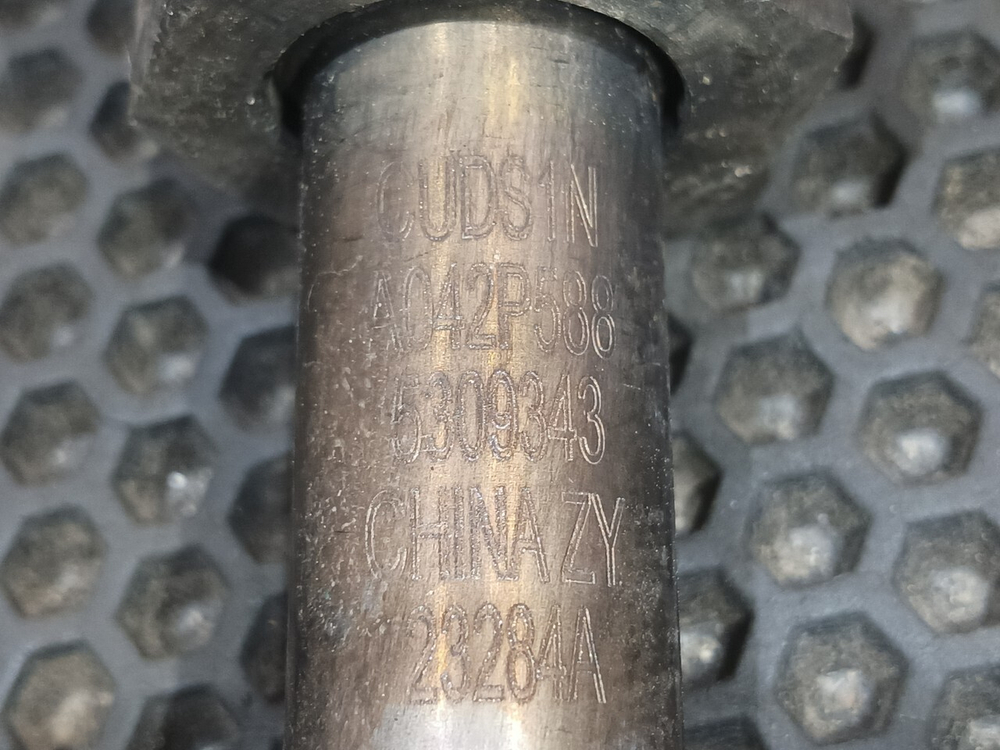 CUDS1N
A042P588
5309343
CHINA ZY
23284A